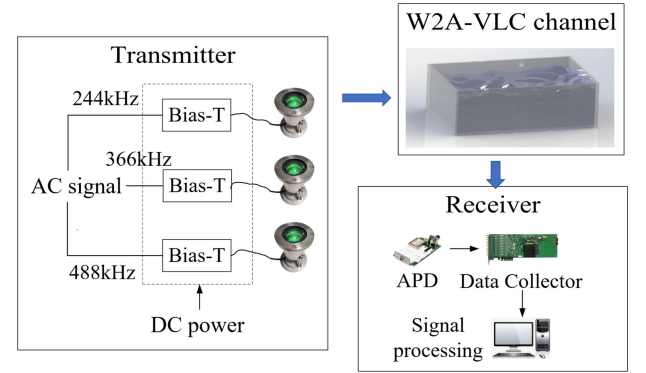 Transmitter
244kHz
Bias-T
366kHz
AC signal
Bias-T
Bias-T
488kHz
DC power
W2A-VLC channel
Receiver
APD
Data Collector
Signal
processing